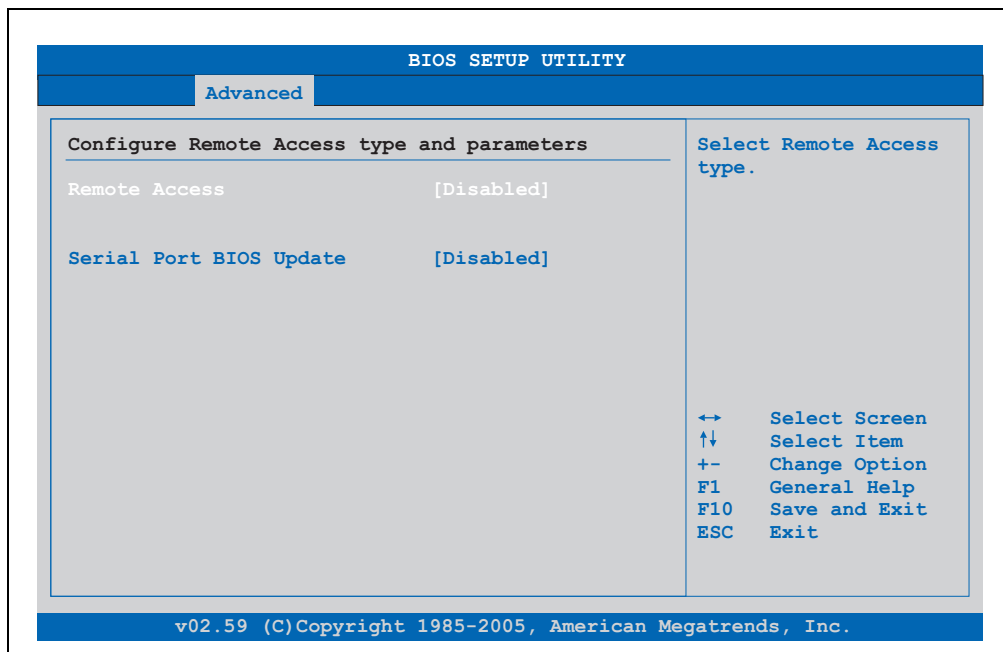 BIOS SETUP UTILITY
Advanced
Configure Remote Access type and parameters
Remote Access [Disabled]
Serial Port BIOS Update [Disabled]
Select Remote Access
type.
↔ Select Screen
↑↓ Select Item
+- Change Option
F1 General Help
F10 Save and Exit
ESC Exit
v02.59 (C)Copyright 1985-2005, American Megatrends, Inc.